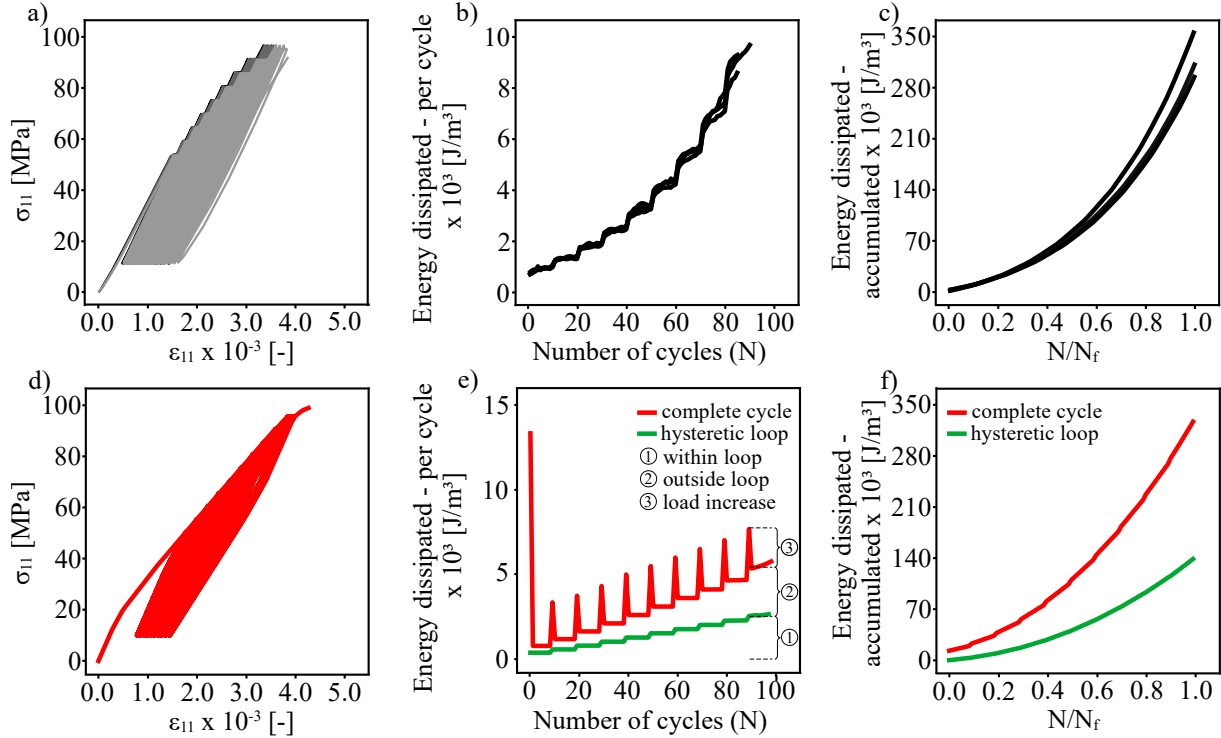 a)
100
80
60
40
20
0
σ₁₁ [MPa]
0.0 1.0 2.0 3.0 4.0 5.0
ε₁₁ x 10⁻³ [-]
b)
10
8
6
4
2
0
Energy dissipated - per cycle
x 10³ [J/m³]
0 20 40 60 80 100
Number of cycles (N)
c)
350
280
210
140
70
0
Energy dissipated -
accumulated x 10³ [J/m³]
0.0 0.2 0.4 0.6 0.8 1.0
N/N_f
d)
100
80
60
40
20
0
σ₁₁ [MPa]
0.0 1.0 2.0 3.0 4.0 5.0
ε₁₁ x 10⁻³ [-]
e)
15
10
5
0
Energy dissipated - per cycle
x 10³ [J/m³]
complete cycle
hysteretic loop
① within loop
② outside loop
③ load increase
③
②
①
0 20 40 60 80 100
Number of cycles (N)
f)
350
280
210
140
70
0
Energy dissipated -
accumulated x 10³ [J/m³]
complete cycle
hysteretic loop
0.0 0.2 0.4 0.6 0.8 1.0
N/N_f